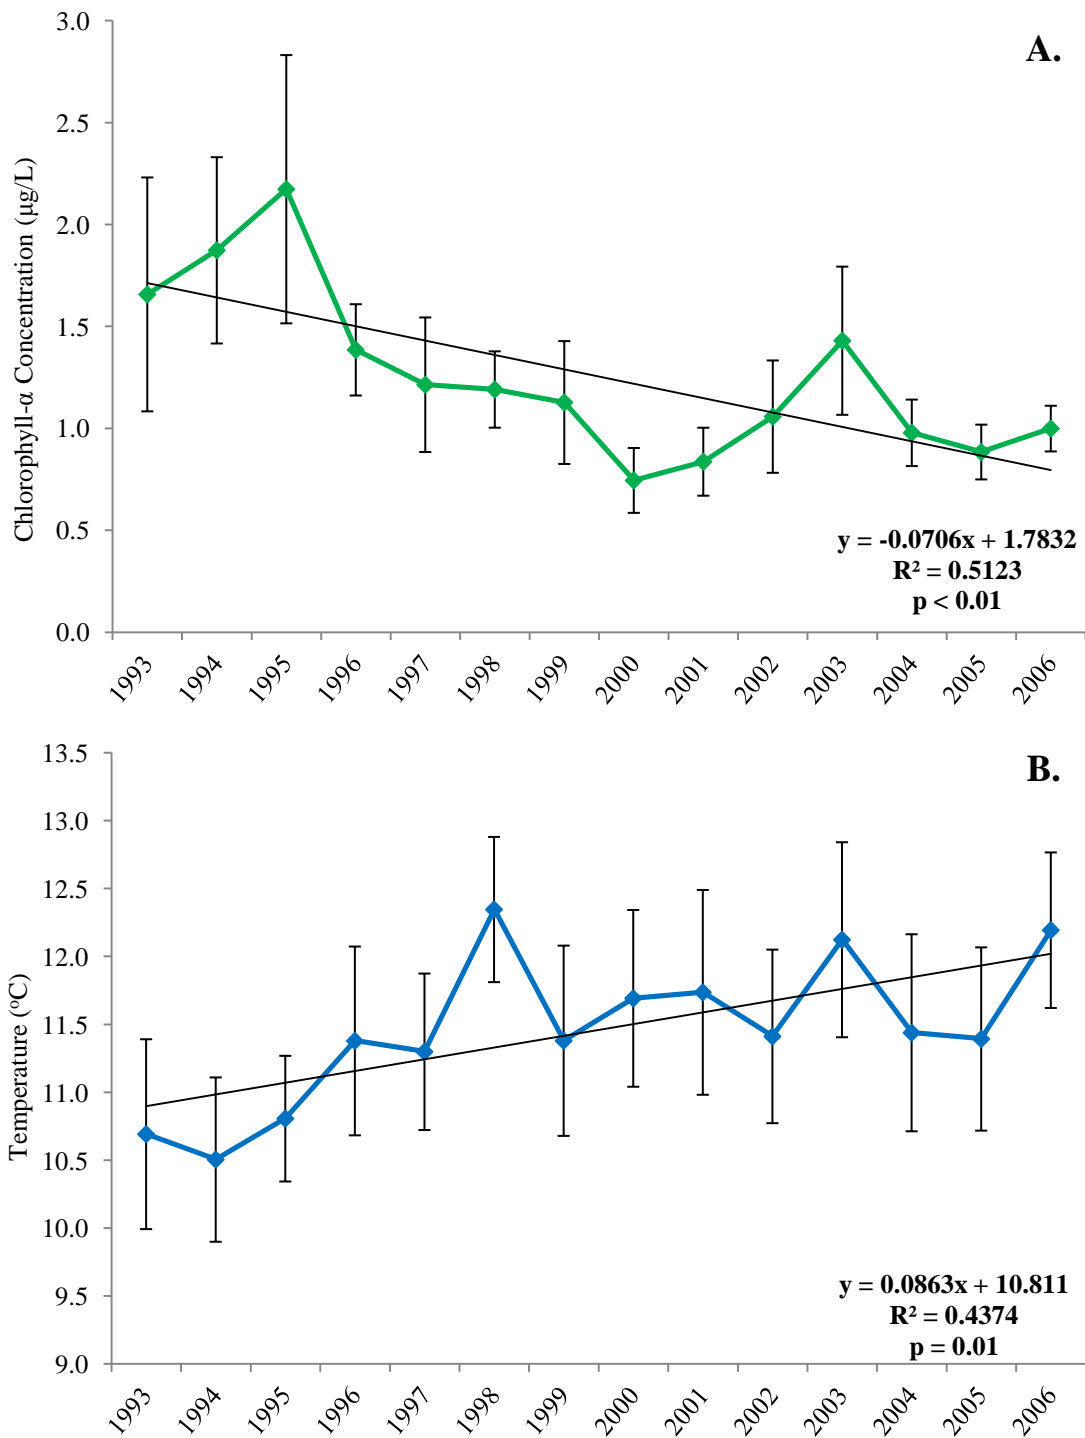 A.
Chlorophyll-α Concentration (µg/L)
3.0
2.5
2.0
1.5
1.0
0.5
0.0
y = -0.0706x + 1.7832
R² = 0.5123
p < 0.01
1993 1994 1995 1996 1997 1998 1999 2000 2001 2002 2003 2004 2005 2006
B.
Temperature (ºC)
13.5
13.0
12.5
12.0
11.5
11.0
10.5
10.0
9.5
9.0
y = 0.0863x + 10.811
R² = 0.4374
p = 0.01
1993 1994 1995 1996 1997 1998 1999 2000 2001 2002 2003 2004 2005 2006